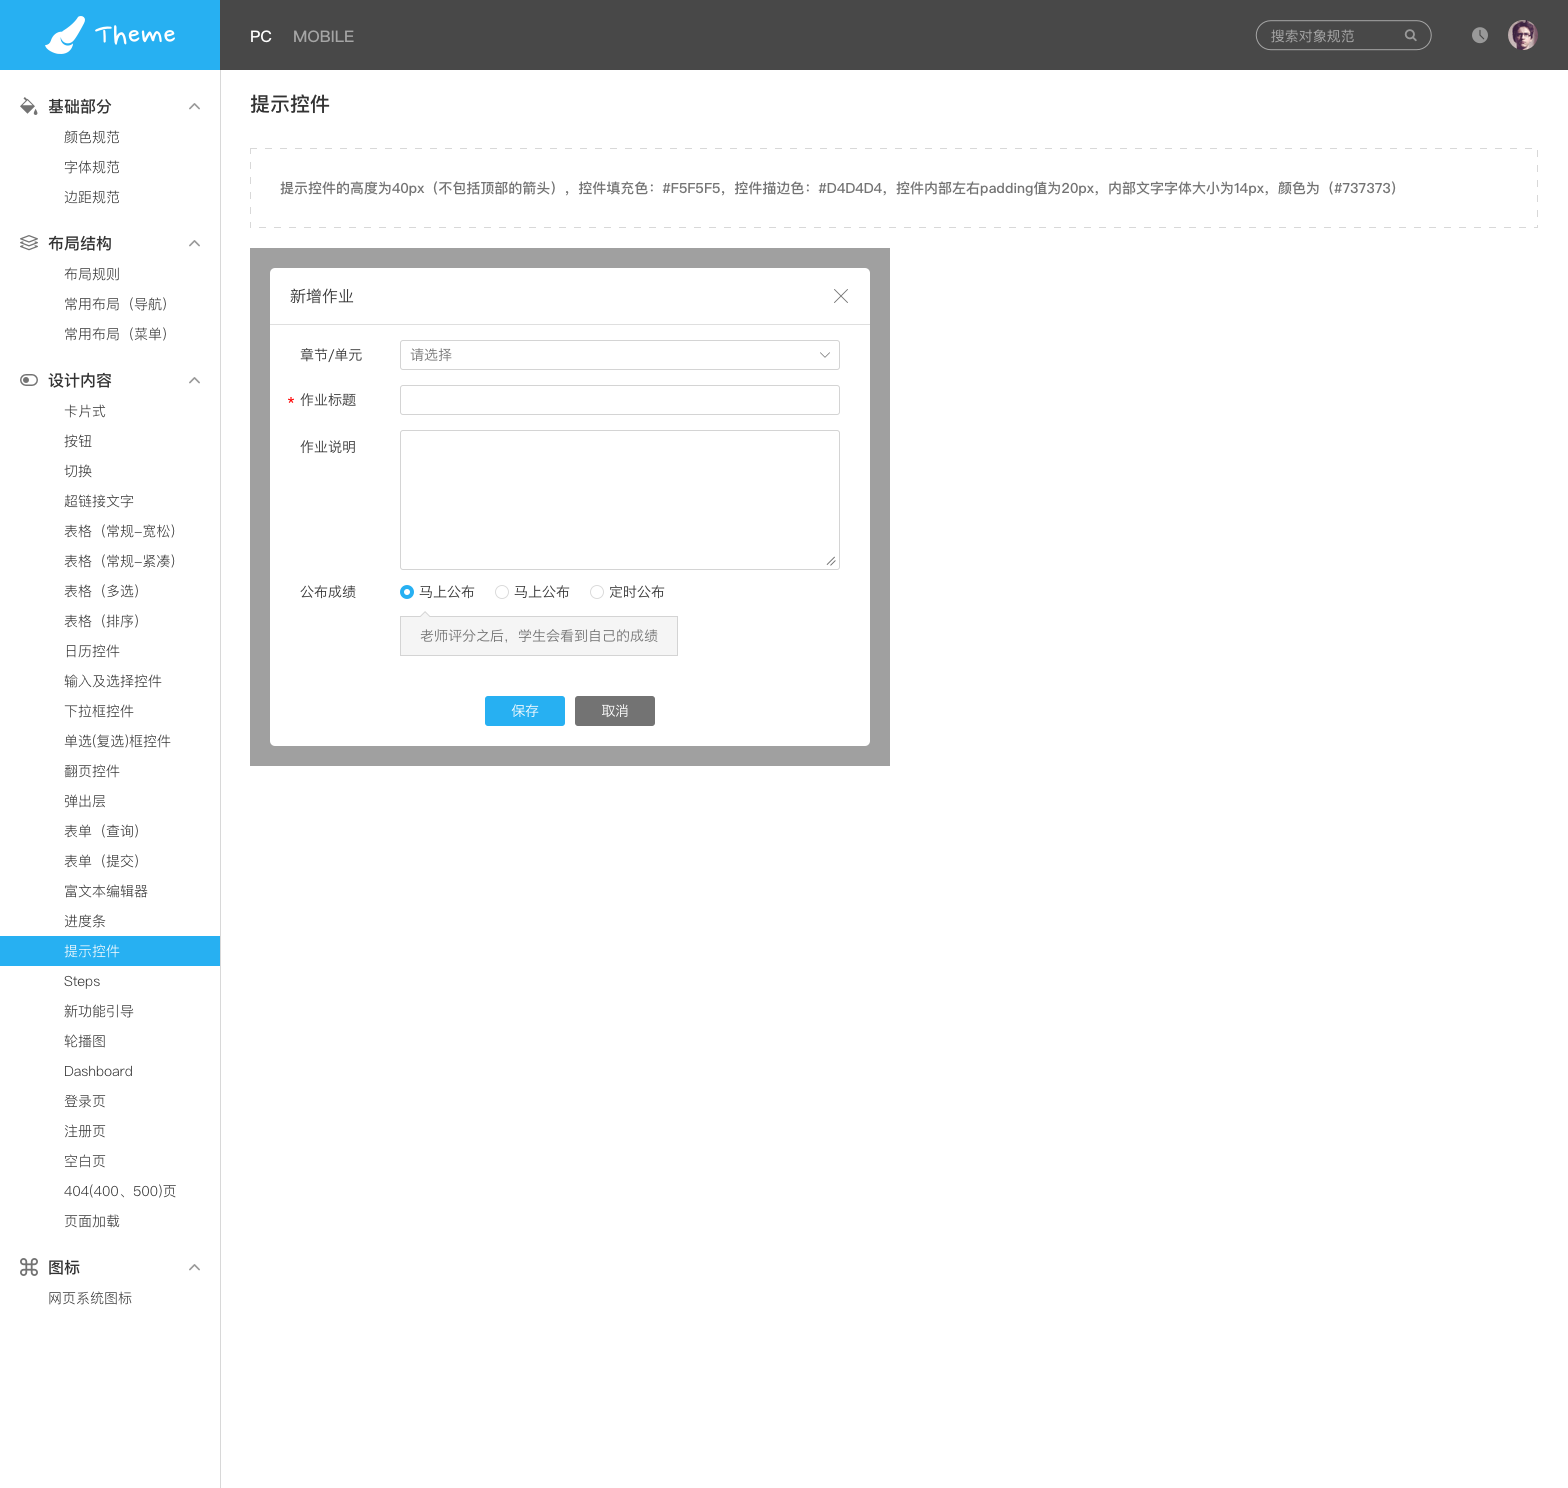 Theme
PC MOBILE
搜索对象规范
基础部分
颜色规范
字体规范
边距规范
布局结构
布局规则
常用布局（导航）
常用布局（菜单）
设计内容
卡片式
按钮
切换
超链接文字
表格（常规-宽松）
表格（常规-紧凑）
表格（多选）
表格（排序）
日历控件
输入及选择控件
下拉框控件
单选(复选)框控件
翻页控件
弹出层
表单（查询）
表单（提交）
富文本编辑器
进度条
提示控件
Steps
新功能引导
轮播图
Dashboard
登录页
注册页
空白页
404(400、500)页
页面加载
图标
网页系统图标
提示控件
提示控件的高度为40px（不包括顶部的箭头），控件填充色：#F5F5F5，控件描边色：#D4D4D4，控件内部左右padding值为20px，内部文字字体大小为14px，颜色为（#737373）
新增作业
章节/单元 请选择
* 作业标题
作业说明
公布成绩 马上公布 马上公布 定时公布
老师评分之后，学生会看到自己的成绩
保存 取消